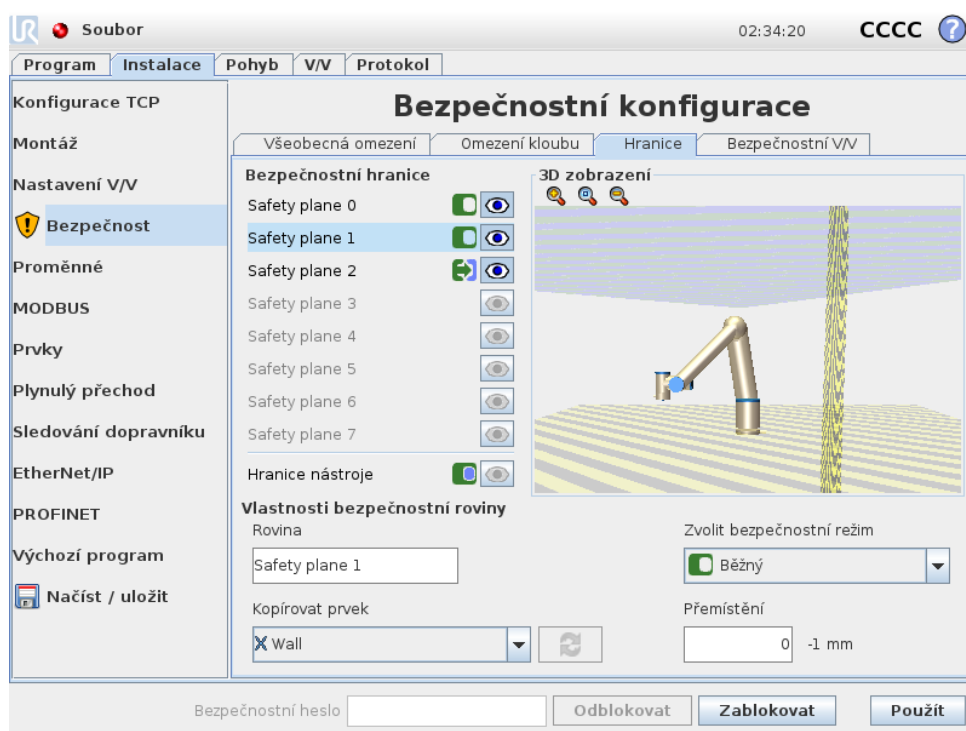 UR Soubor 02:34:20 CCCC ?
Program Instalace Pohyb V/V Protokol
Konfigurace TCP
Montáž
Nastavení V/V
Bezpečnost
Proměnné
MODBUS
Prvky
Plynulý přechod
Sledování dopravníku
EtherNet/IP
PROFINET
Výchozí program
Načíst / uložit
Bezpečnostní konfigurace
Všeobecná omezení Omezení kloubu Hranice Bezpečnostní V/V
Bezpečnostní hranice
Safety plane 0
Safety plane 1
Safety plane 2
Safety plane 3
Safety plane 4
Safety plane 5
Safety plane 6
Safety plane 7
Hranice nástroje
3D zobrazení
Vlastnosti bezpečnostní roviny
Rovina
Safety plane 1
Kopírovat prvek
Wall
Zvolit bezpečnostní režim
Běžný
Přemístění
0 -1 mm
Bezpečnostní heslo Odblokovat Zablokovat Použít